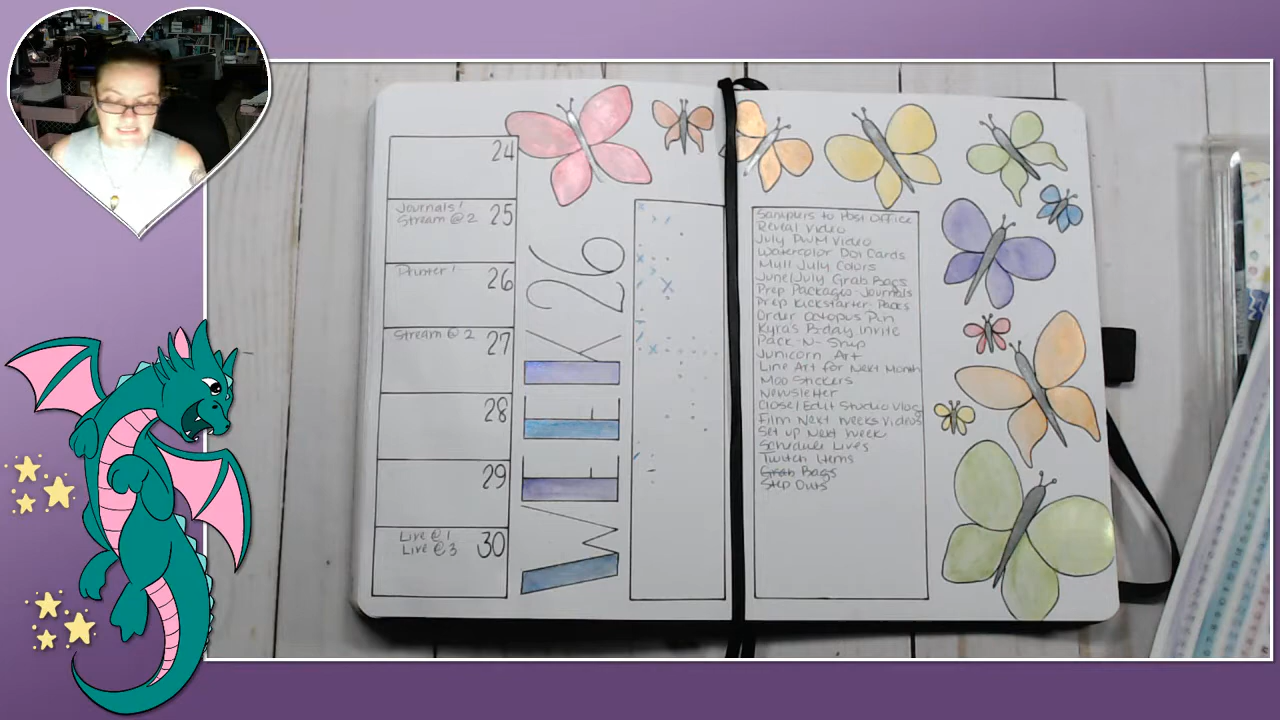 24
Journals!
Stream @ 2
25
Printer!
26
Stream @ 2
27
28
29
Live @ 1
Live @ 3
30
WEEK 26
Samplers to Post Office
Reveal Video
July PWM Video
Watercolor Dot Cards
Mull July Colors
June/July Grab Bags
Prep Packages-Journals
Prep Kickstarter Packs
Order Octopus Pen
Kyra's B-day Invite
Pack-N-Ship
Junicorn Art
Line Art for Next Month
Moo Stickers
Newsletter
Close/Edit Studio Vlog
Film Next Weeks Videos
Set up Next Week
Schedule Lives
Twitch Items
Grab Bags
Step Outs